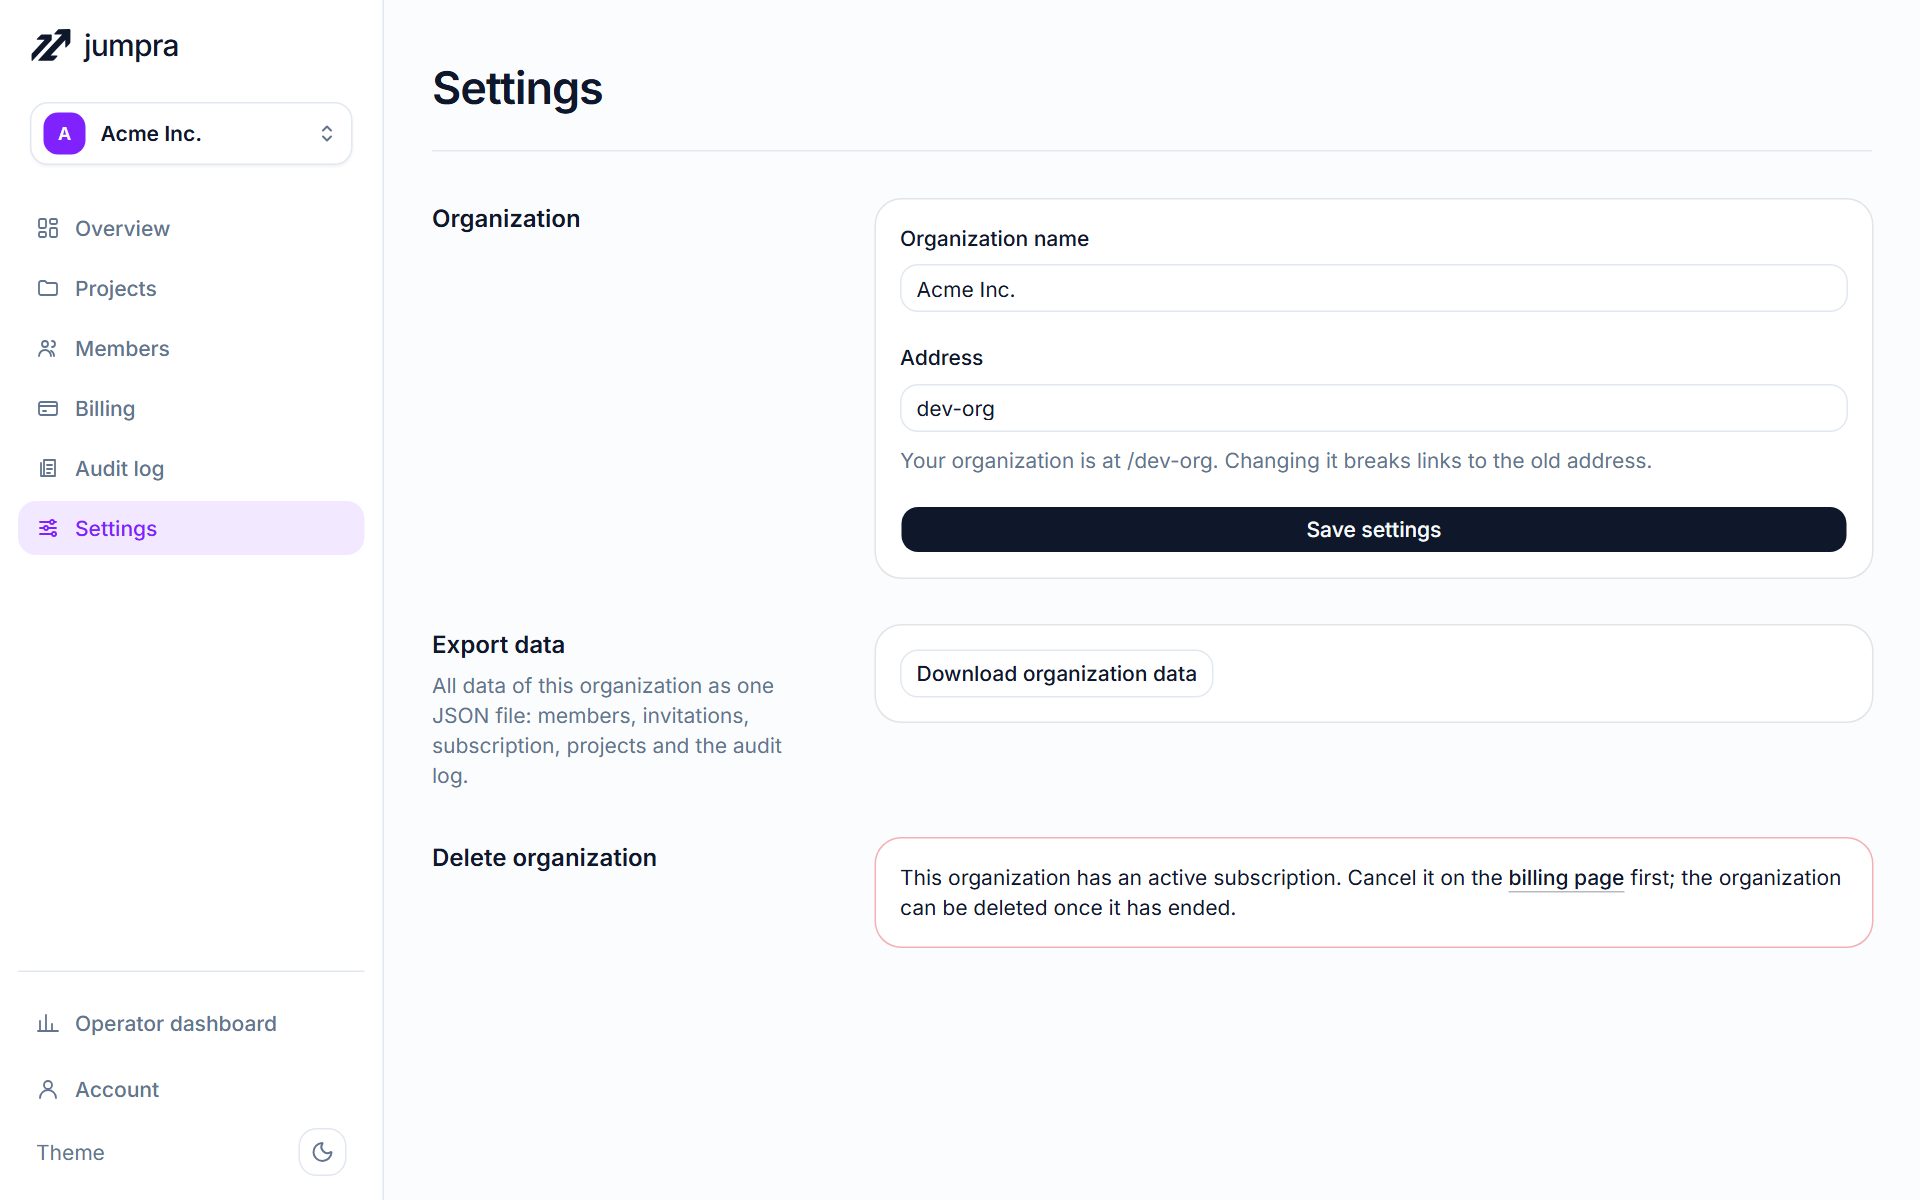 jumpra
A
Acme Inc.
Overview
Projects
Members
Billing
Audit log
Settings
Operator dashboard
Account
Theme
Settings
Organization
Organization name
Acme Inc.
Address
dev-org
Your organization is at /dev-org. Changing it breaks links to the old address.
Save settings
Export data
All data of this organization as one
JSON file: members, invitations,
subscription, projects and the audit
log.
Download organization data
Delete organization
This organization has an active subscription. Cancel it on the billing page first; the organization
can be deleted once it has ended.